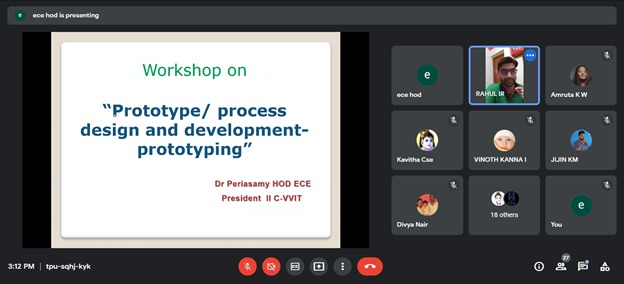 e ece hod is presenting
Workshop on
“Prototype/ process
design and development-
prototyping”
Dr Periasamy HOD ECE
President II C-VVIT
e
ece hod
RAHUL IR
Amruta K W
Kavitha Cse
VINOTH KANNA I
JIJIN KM
Divya Nair
18 others
e
You
3:12 PM | tpu-sqhj-kyk
27